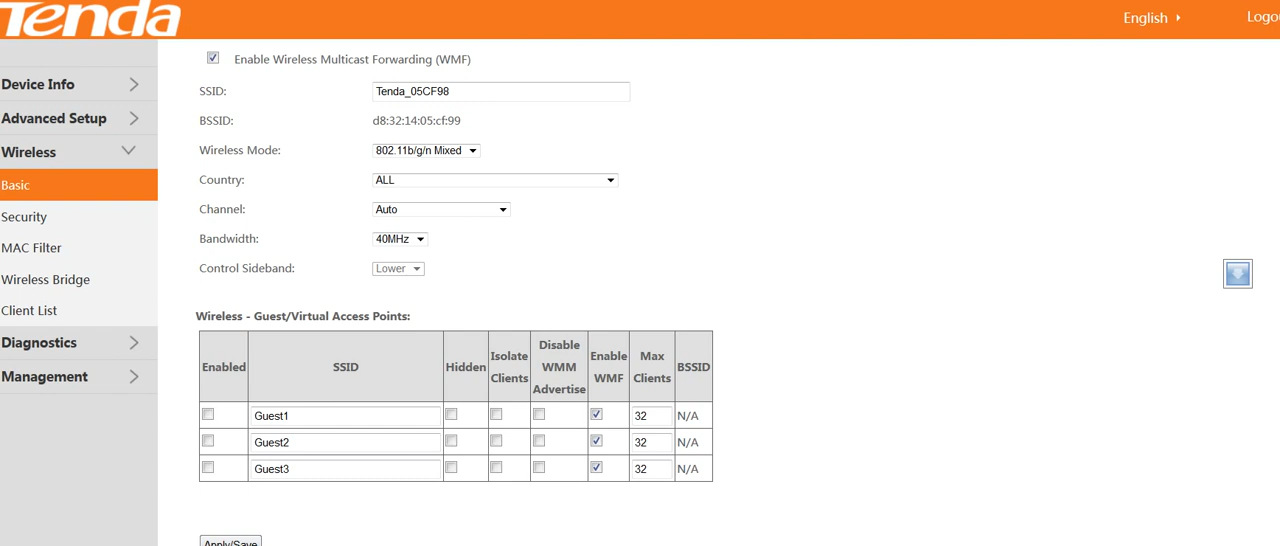 Tenda
English
Logou
Enable Wireless Multicast Forwarding (WMF)
Device Info
Advanced Setup
Wireless
Basic
Security
MAC Filter
Wireless Bridge
Client List
Diagnostics
Management
SSID: Tenda_05CF98
BSSID: d8:32:14:05:cf:99
Wireless Mode: 802.11b/g/n Mixed
Country: ALL
Channel: Auto
Bandwidth: 40MHz
Control Sideband: Lower
Wireless - Guest/Virtual Access Points:
Enabled SSID Hidden Isolate Clients Disable WMM Advertise Enable WMF Max Clients BSSID
Guest1 32 N/A
Guest2 32 N/A
Guest3 32 N/A
Apply/Save